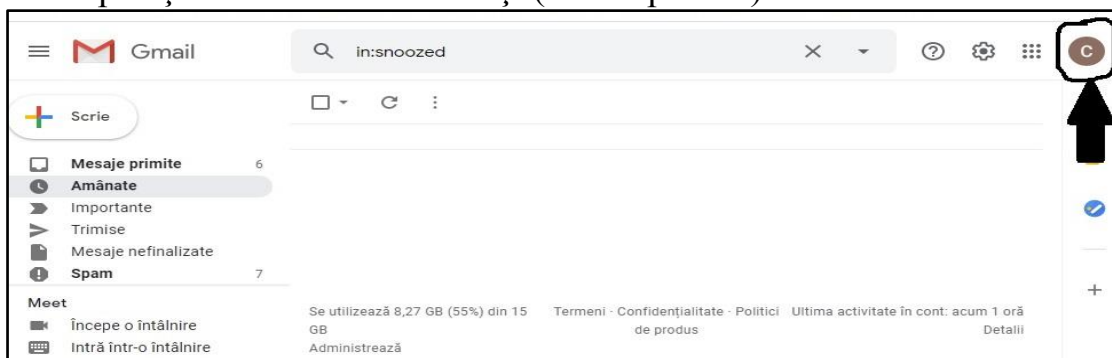 Gmail
in:snoozed
C
Scrie
Mesaje primite 6
Amânate
Importante
Trimise
Mesaje nefinalizate
Spam 7
Meet
Începe o întâlnire
Intră într-o întâlnire
Se utilizează 8,27 GB (55%) din 15
GB
Administrează
Termeni · Confidențialitate · Politici
de produs
Ultima activitate în cont: acum 1 oră
Detalii